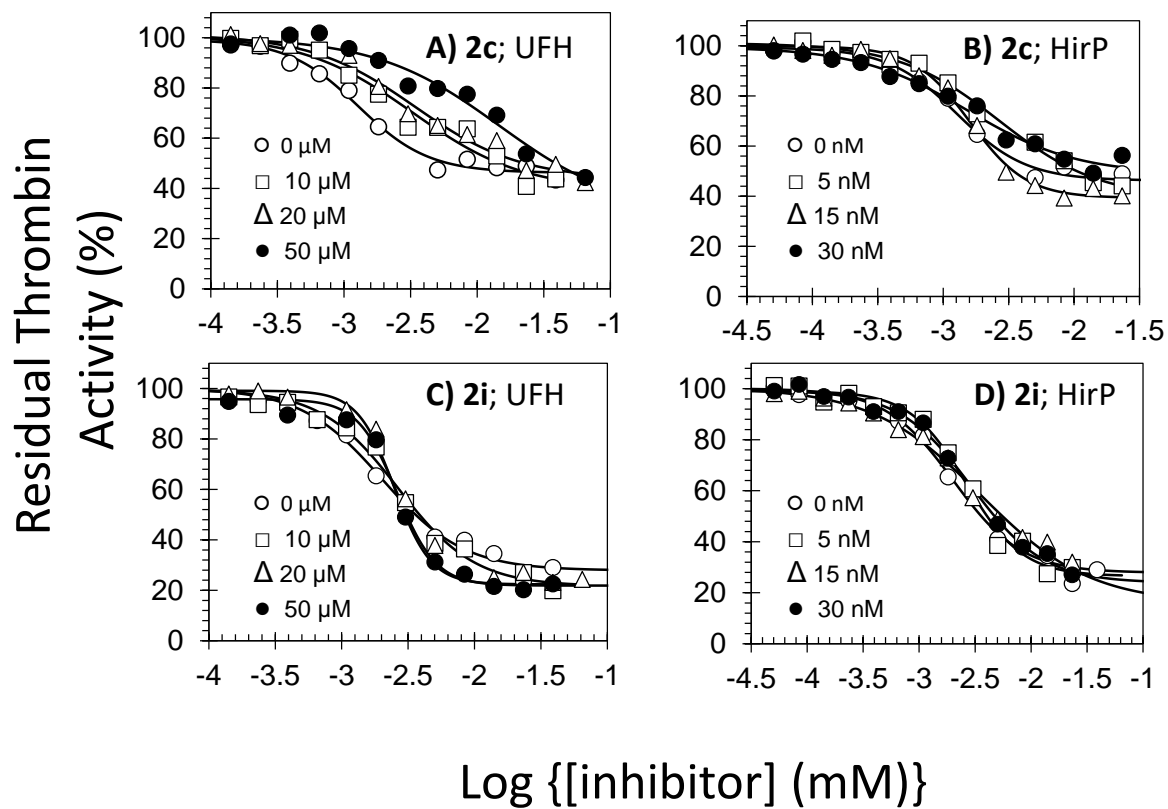 Residual Thrombin
Activity (%)
A) 2c; UFH
100
80
60
40
20
0
0 µM
10 µM
20 µM
50 µM
-4 -3.5 -3 -2.5 -2 -1.5 -1
B) 2c; HirP
100
80
60
40
20
0
0 nM
5 nM
15 nM
30 nM
-4.5 -4 -3.5 -3 -2.5 -2 -1.5
C) 2i; UFH
100
80
60
40
20
0
0 µM
10 µM
20 µM
50 µM
-4 -3.5 -3 -2.5 -2 -1.5 -1
D) 2i; HirP
100
80
60
40
20
0
0 nM
5 nM
15 nM
30 nM
-4.5 -4 -3.5 -3 -2.5 -2 -1.5 -1
Log {[inhibitor] (mM)}